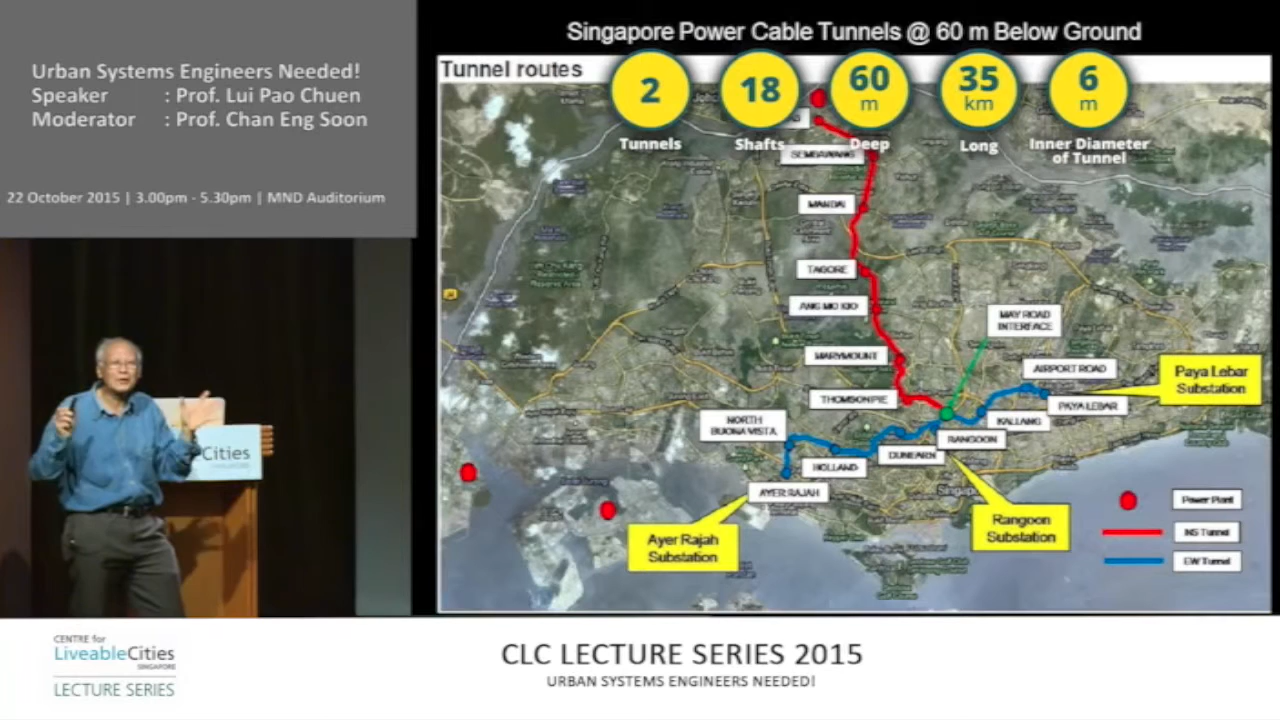 Urban Systems Engineers Needed!
Speaker : Prof. Lui Pao Chuen
Moderator : Prof. Chan Eng Soon
22 October 2015 | 3.00pm - 5.30pm | MND Auditorium
Cities
Singapore Power Cable Tunnels @ 60 m Below Ground
Tunnel routes
2
Tunnels
18
Shafts
60
m
Deep
35
km
Long
6
m
Inner Diameter
of Tunnel
SEMBAWANG
MANDAI
TAGORE
ANG MO KIO
MAY ROAD
INTERFACE
MARYMOUNT
AIRPORT ROAD
Paya Lebar
Substation
THOMSON PIE
PAYA LEBAR
NORTH
BUONA VISTA
KALLANG
RANGOON
DUNEARN
HOLLAND
AYER RAJAH
Ayer Rajah
Substation
Rangoon
Substation
Power Plant
NS Tunnel
EW Tunnel
CENTRE for
LiveableCities
SINGAPORE
LECTURE SERIES
CLC LECTURE SERIES 2015
URBAN SYSTEMS ENGINEERS NEEDED!